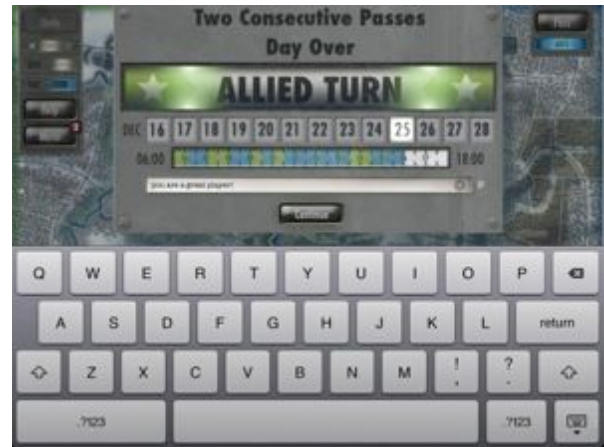 Two Consecutive Passes
Day Over
ALLIED TURN
DEC 16 17 18 19 20 21 22 23 24 25 26 27 28
06:00 18:00
you are a great player!
Continue
Q W E R T Y U I O P
A S D F G H J K L return
Z X C V B N M ! , ? .
.?123 .?123